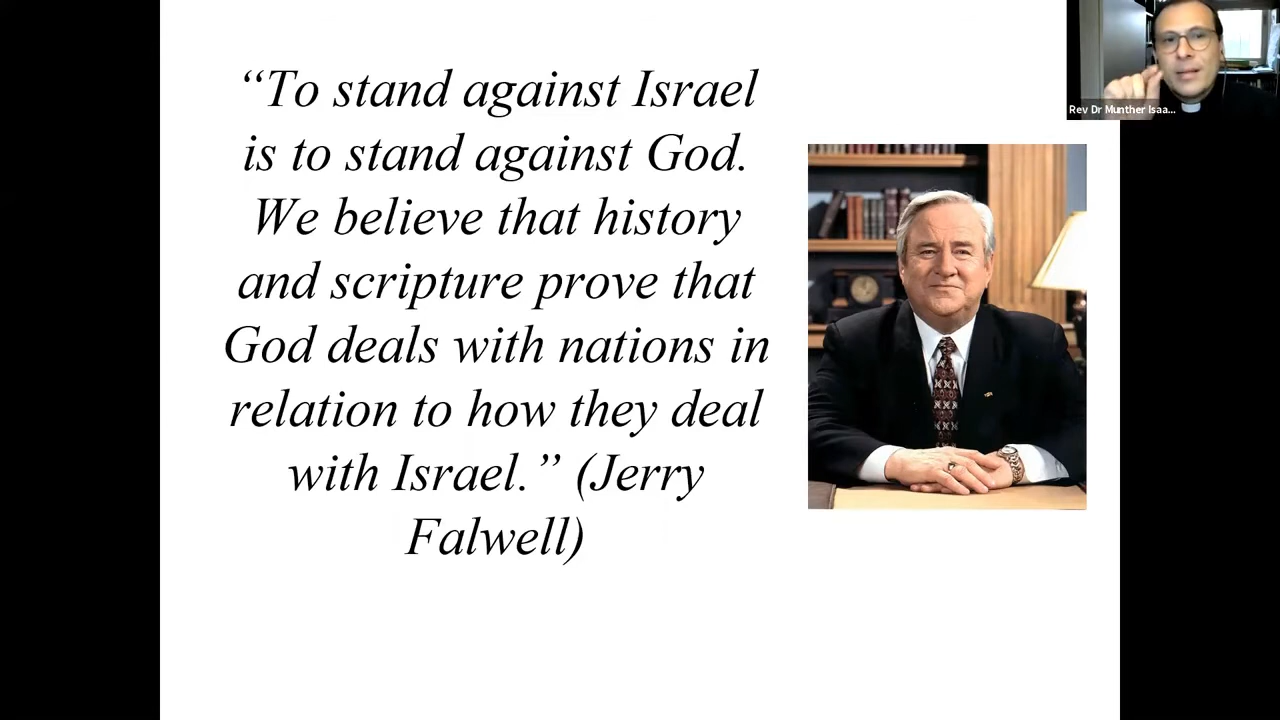 “To stand against Israel
is to stand against God.
We believe that history
and scripture prove that
God deals with nations in
relation to how they deal
with Israel.” (Jerry
Falwell)
Rev Dr Munther Isaa...